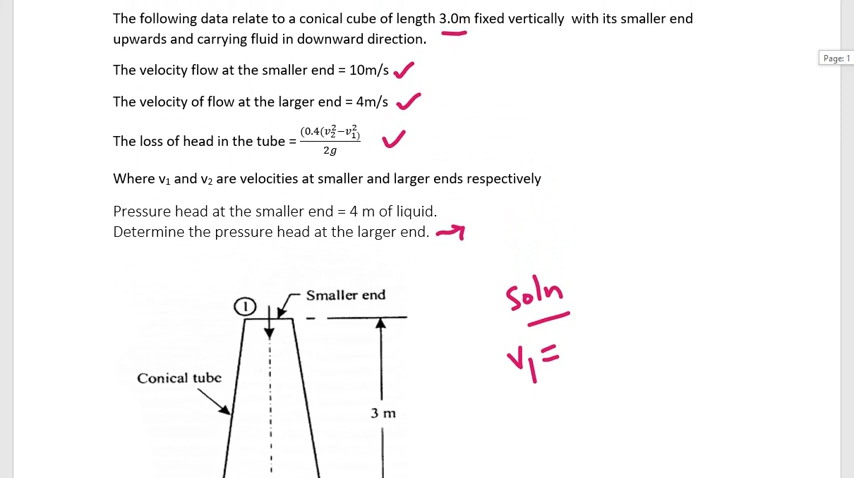 The following data relate to a conical cube of length 3.0m fixed vertically with its smaller end
upwards and carrying fluid in downward direction.
The velocity flow at the smaller end = 10m/s
The velocity of flow at the larger end = 4m/s
The loss of head in the tube = (0.4(v₂²−v₁²)/2g
Where v₁ and v₂ are velocities at smaller and larger ends respectively
Pressure head at the smaller end = 4 m of liquid.
Determine the pressure head at the larger end.
Page: 1
soln
v₁ =
1
Smaller end
Conical tube
3 m